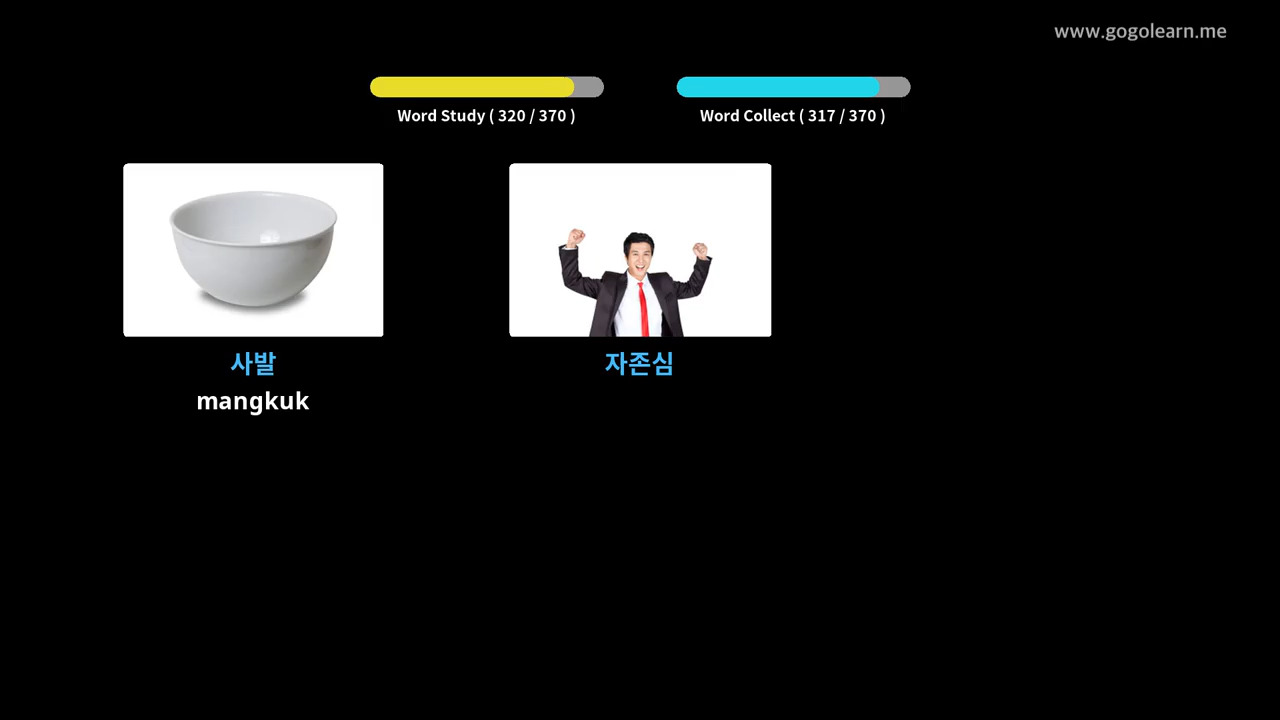 www.gogolearn.me
Word Study ( 320 / 370 )
Word Collect ( 317 / 370 )
사발
mangkuk
자존심